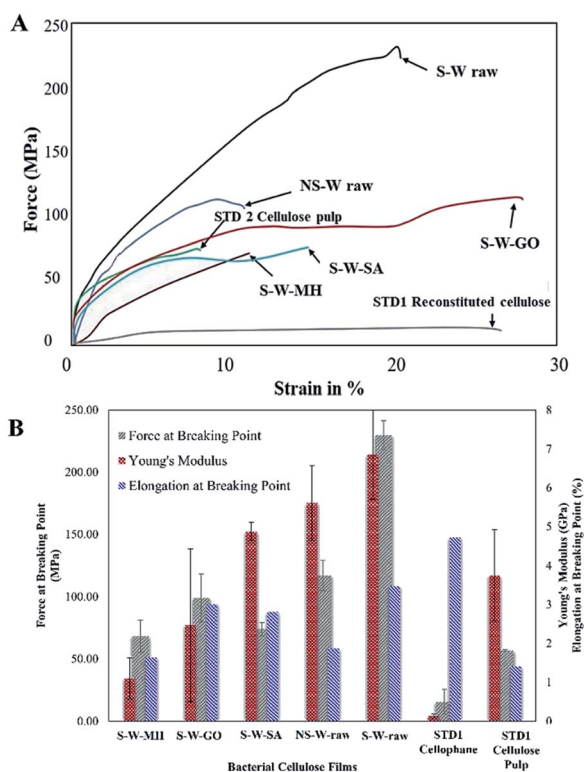 A
250
200
150
100
50
0
Force (MPa)
S-W raw
NS-W raw
STD 2 Cellulose pulp
S-W-GO
S-W-SA
S-W-MH
STD1 Reconstituted cellulose
0 10 20 30
Strain in %
B
250.00
200.00
150.00
100.00
50.00
0.00
Force at Breaking Point
(MPa)
Force at Breaking Point
Young's Modulus
Elongation at Breaking Point
8
7
6
5
4
3
2
1
0
Young's Modulus (GPa)
Elongation at Breaking Point (%)
S-W-MH S-W-GO S-W-SA NS-W-raw S-W-raw STD1 STD1
Cellophane Cellulose
Pulp
Bacterial Cellulose Films